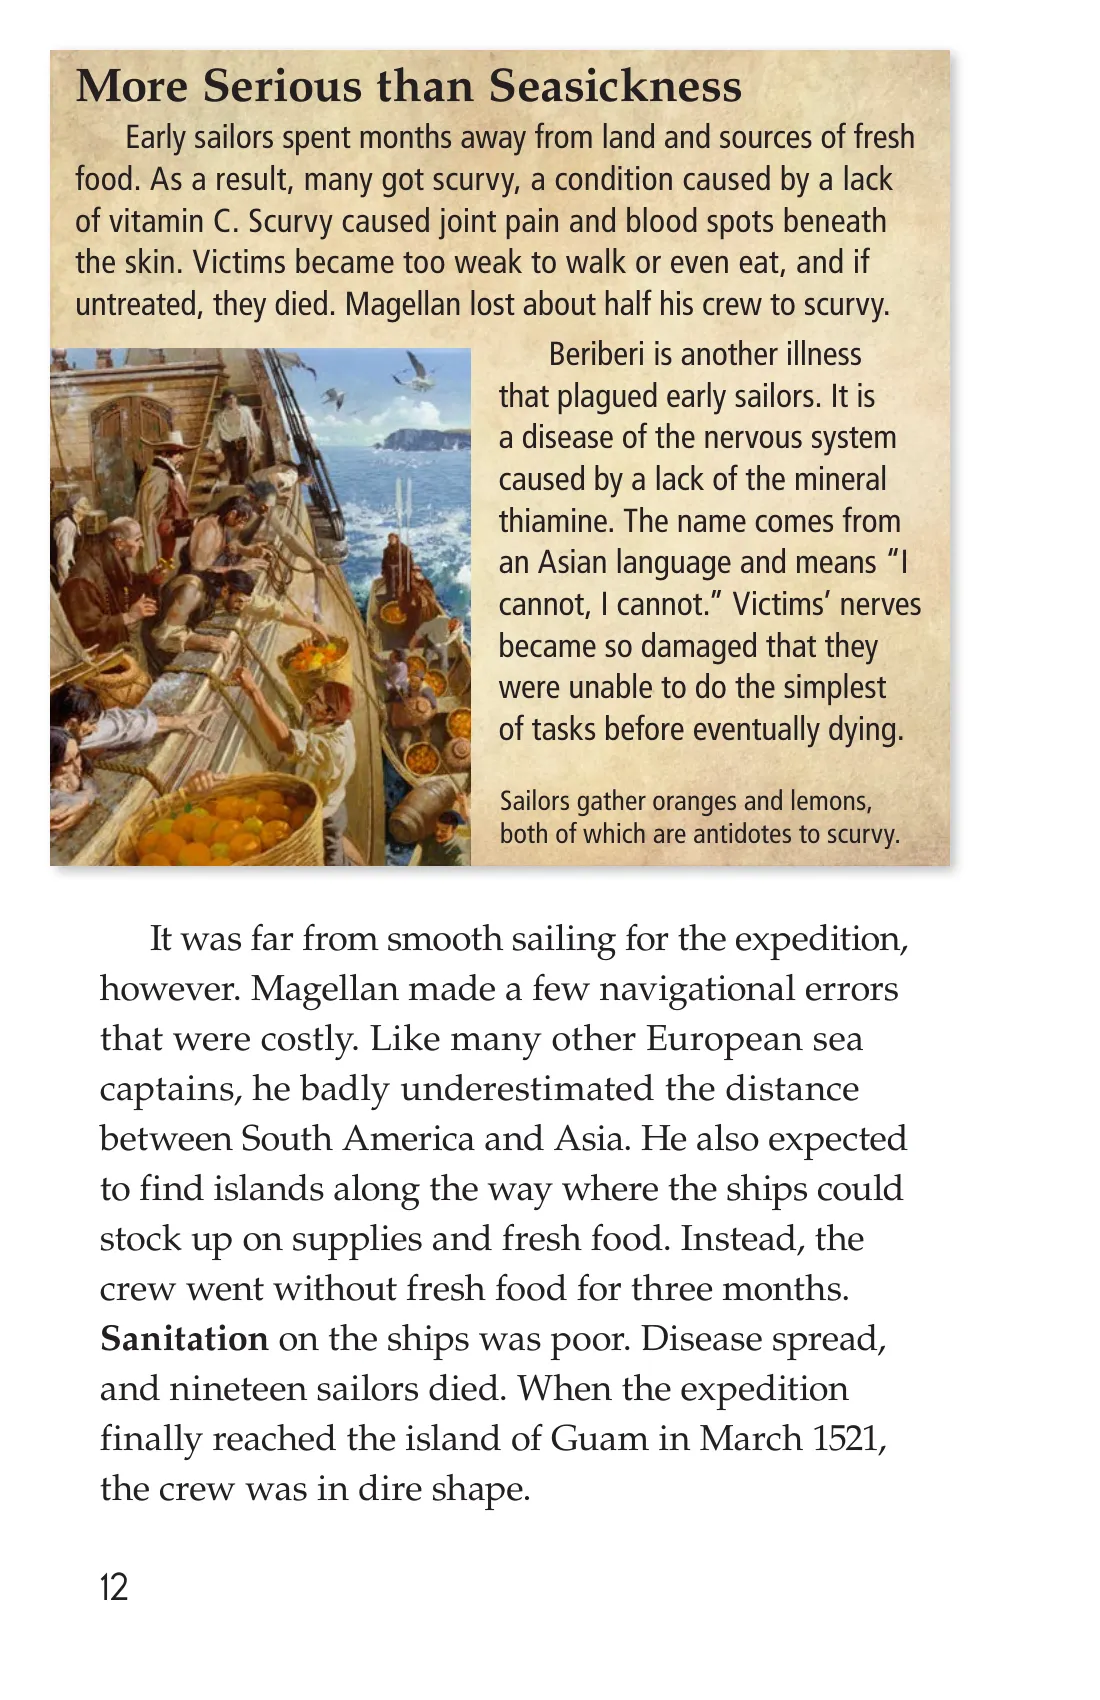 More Serious than Seasickness
Early sailors spent months away from land and sources of fresh
food. As a result, many got scurvy, a condition caused by a lack
of vitamin C. Scurvy caused joint pain and blood spots beneath
the skin. Victims became too weak to walk or even eat, and if
untreated, they died. Magellan lost about half his crew to scurvy.
Beriberi is another illness
that plagued early sailors. It is
a disease of the nervous system
caused by a lack of the mineral
thiamine. The name comes from
an Asian language and means “I
cannot, I cannot.” Victims’ nerves
became so damaged that they
were unable to do the simplest
of tasks before eventually dying.
Sailors gather oranges and lemons,
both of which are antidotes to scurvy.
It was far from smooth sailing for the expedition,
however. Magellan made a few navigational errors
that were costly. Like many other European sea
captains, he badly underestimated the distance
between South America and Asia. He also expected
to find islands along the way where the ships could
stock up on supplies and fresh food. Instead, the
crew went without fresh food for three months.
Sanitation on the ships was poor. Disease spread,
and nineteen sailors died. When the expedition
finally reached the island of Guam in March 1521,
the crew was in dire shape.
12